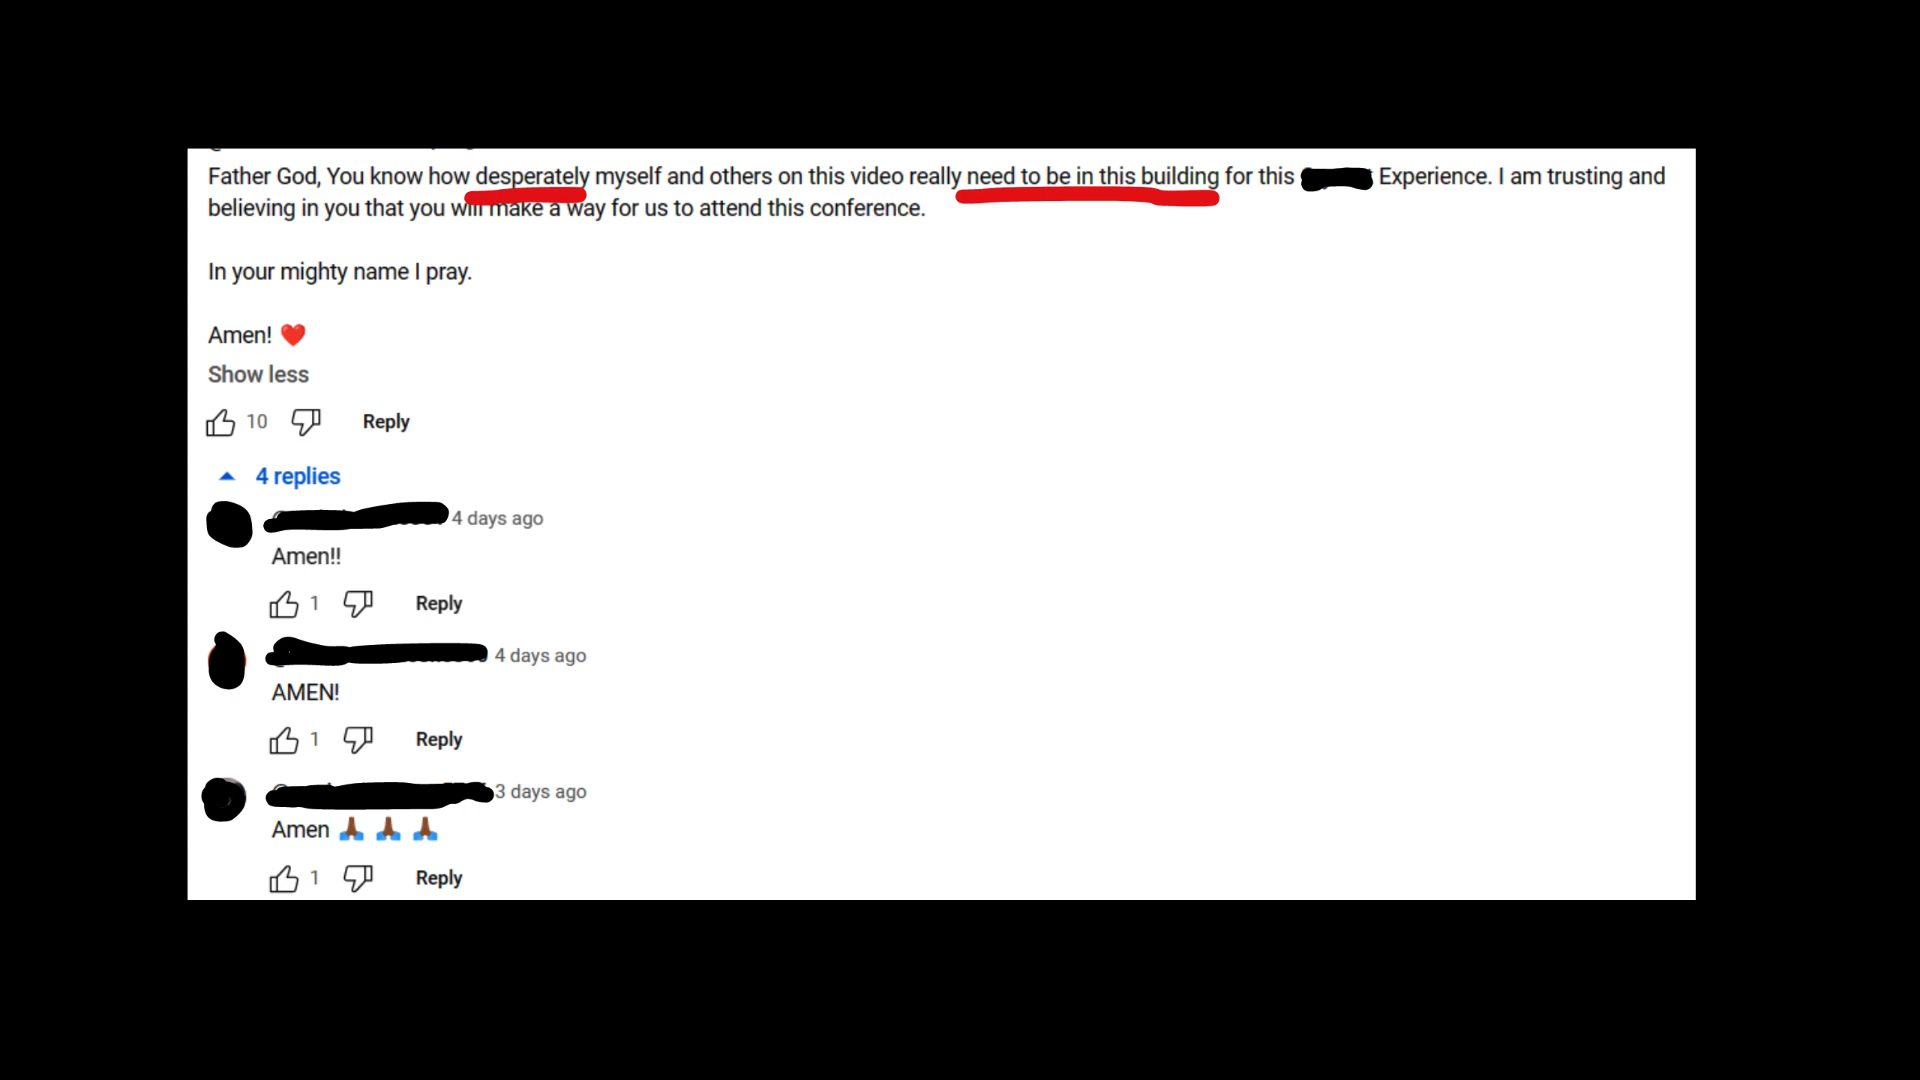 Father God, You know how desperately myself and others on this video really need to be in this building for this Experience. I am trusting and
believing in you that you will make a way for us to attend this conference.
In your mighty name I pray.
Amen! ❤️
Show less
10 Reply
4 replies
4 days ago
Amen!!
1 Reply
4 days ago
AMEN!
1 Reply
3 days ago
Amen 🙏🏾 🙏🏾 🙏🏾
1 Reply